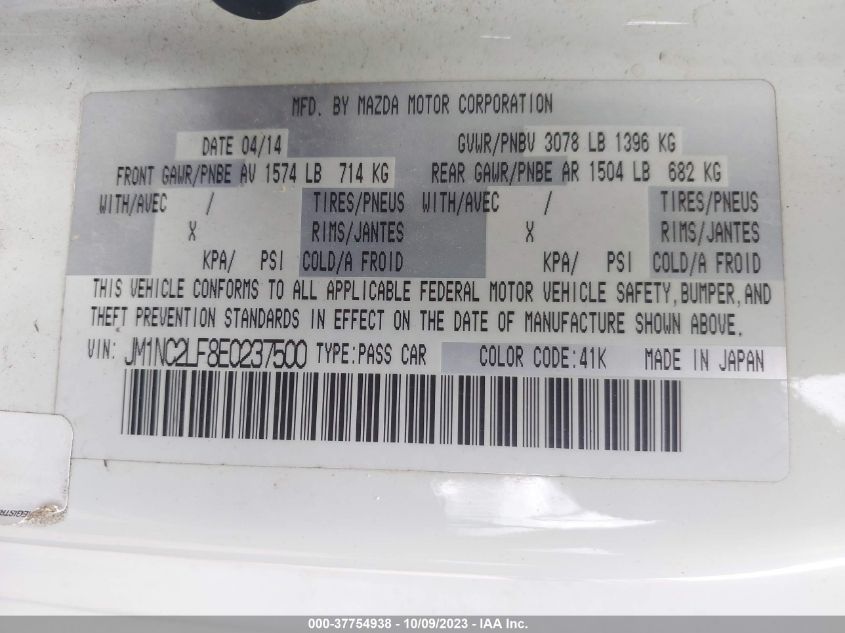 MFD. BY MAZDA MOTOR CORPORATION
DATE 04/14 GVWR/PNBV 3078 LB 1396 KG
FRONT GAWR/PNBE AV 1574 LB 714 KG REAR GAWR/PNBE AR 1504 LB 682 KG
WITH/AVEC / TIRES/PNEUS WITH/AVEC / TIRES/PNEUS
X RIMS/JANTES X RIMS/JANTES
KPA/ PSI COLD/A FROID KPA/ PSI COLD/A FROID
THIS VEHICLE CONFORMS TO ALL APPLICABLE FEDERAL MOTOR VEHICLE SAFETY, BUMPER, AND
THEFT PREVENTION STANDARDS IN EFFECT ON THE DATE OF MANUFACTURE SHOWN ABOVE.
VIN: JM1NC2LF8E0237500 TYPE:PASS CAR COLOR CODE:41K MADE IN JAPAN
000-37754938 - 10/09/2023 - IAA Inc.